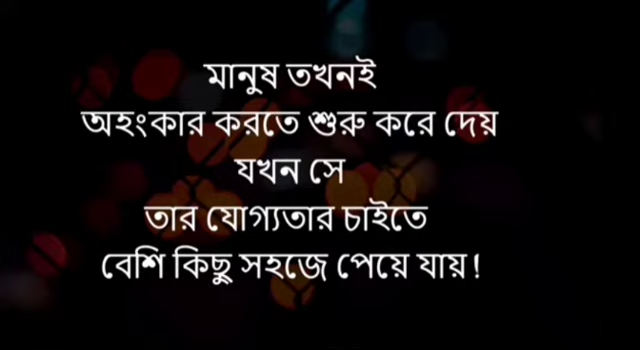 মানুষ তখনই
অহংকার করতে শুরু করে দেয়
যখন সে
তার যোগ্যতার চাইতে
বেশি কিছু সহজে পেয়ে যায়!